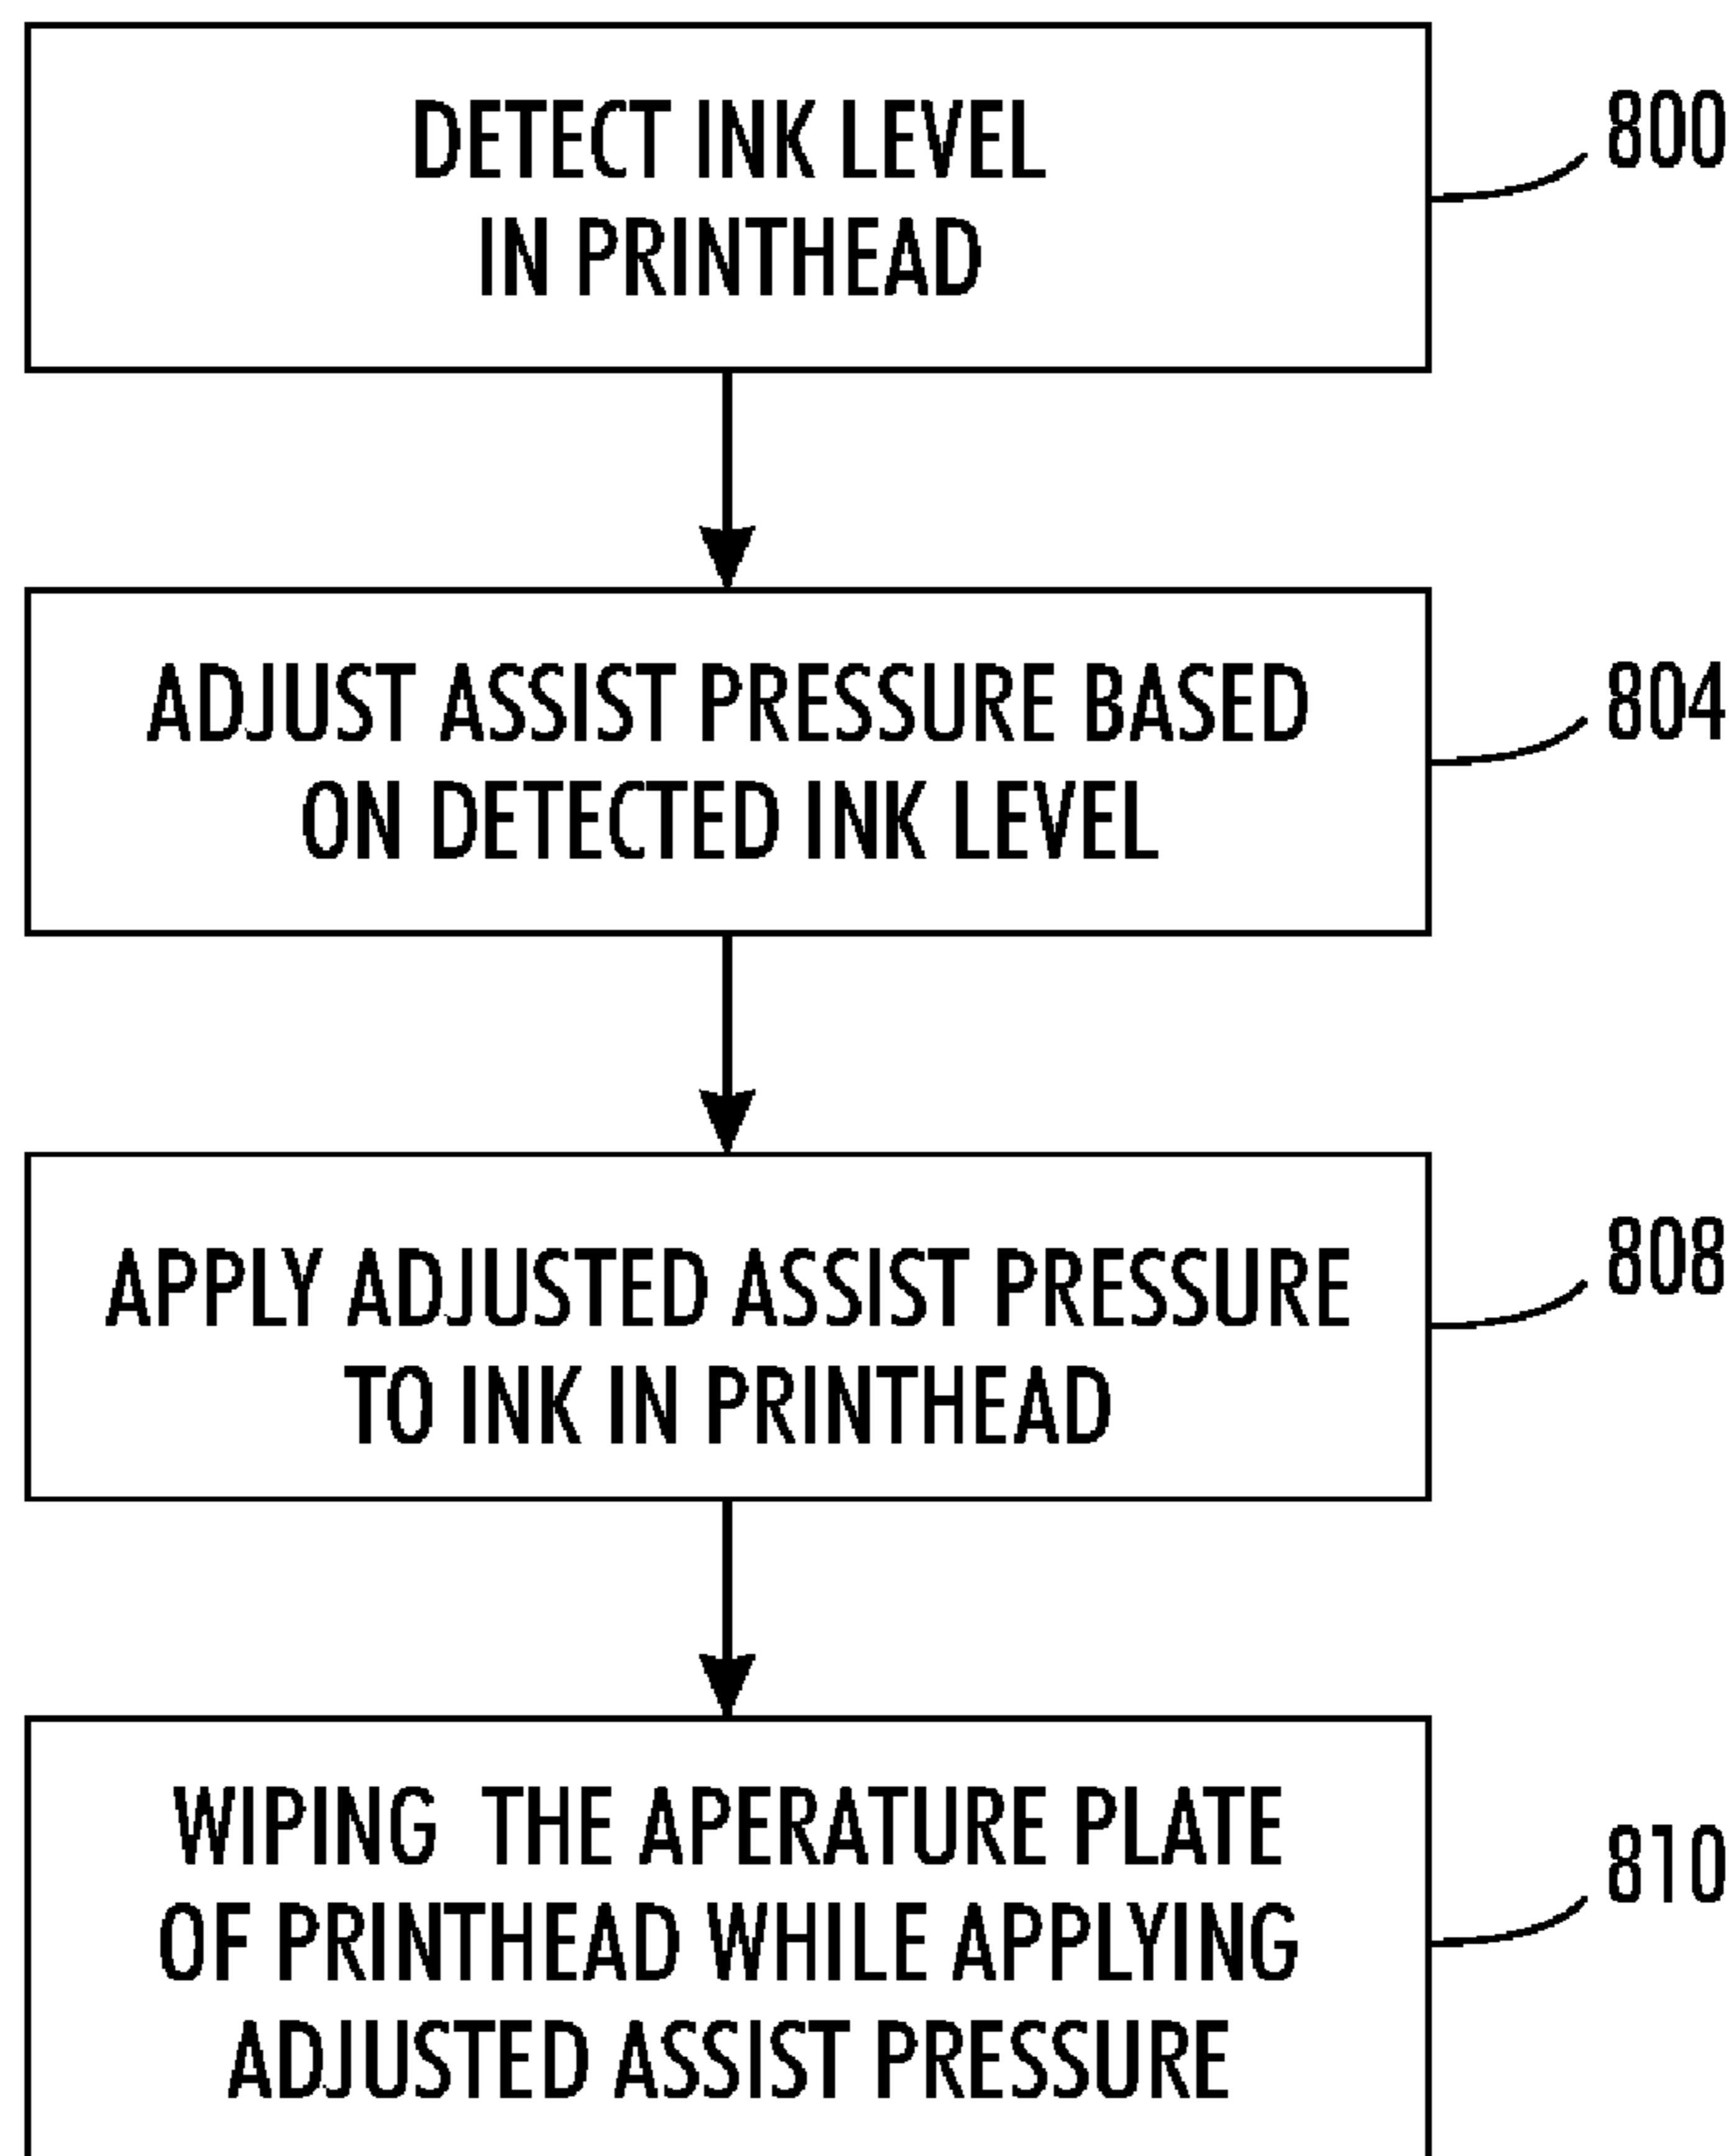 DETECT INK LEVEL
IN PRINTHEAD
800
ADJUST ASSIST PRESSURE BASED
ON DETECTED INK LEVEL
804
APPLY ADJUSTED ASSIST PRESSURE
TO INK IN PRINTHEAD
808
WIPING THE APERATURE PLATE
OF PRINTHEAD WHILE APPLYING
ADJUSTED ASSIST PRESSURE
810